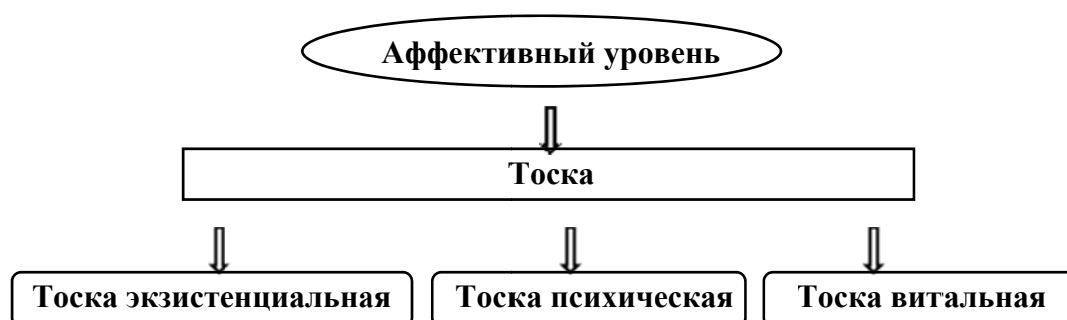 Аффективный уровень
Тоска
Тоска экзистенциальная
Тоска психическая
Тоска витальная